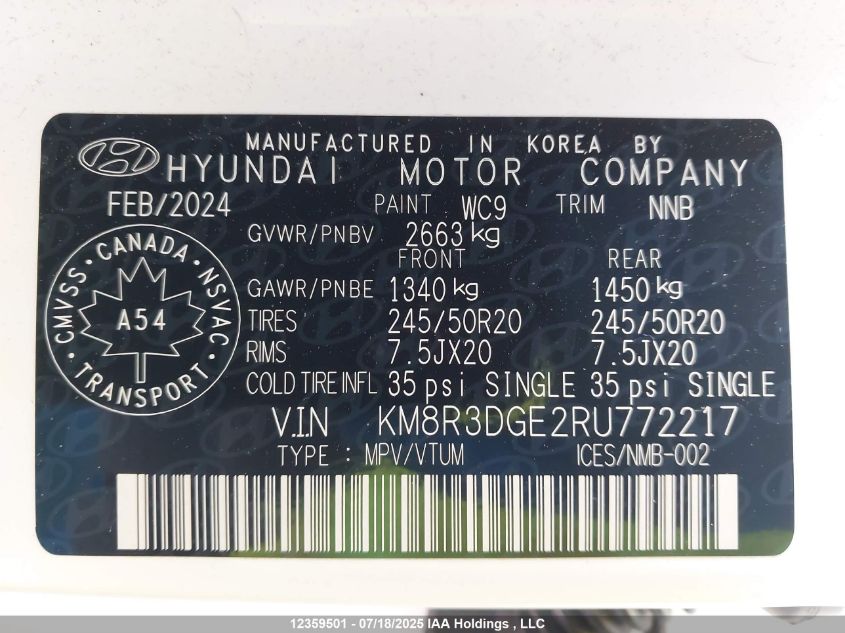 MANUFACTURED IN KOREA BY
HYUNDAI MOTOR COMPANY
FEB/2024 PAINT WC9 TRIM NNB
GVWR/PNBV 2663 kg
FRONT REAR
GAWR/PNBE 1340 kg 1450 kg
TIRES 245/50R20 245/50R20
RIMS 7.5JX20 7.5JX20
COLD TIRE INFL 35 psi SINGLE 35 psi SINGLE
CMVSS · CANADA · NSVAC · TRANSPORT ·
A54
V.I.N KM8R3DGE2RU772217
TYPE : MPV/VTUM ICES/NMB-002
12359501 - 07/18/2025 IAA Holdings , LLC